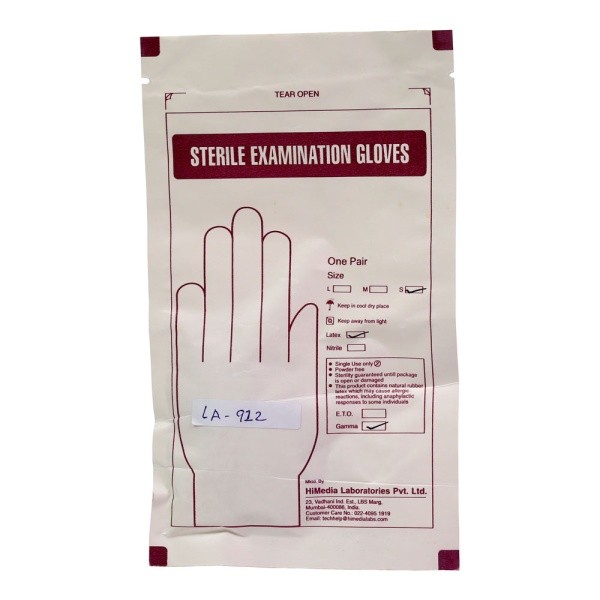 TEAR OPEN
STERILE EXAMINATION GLOVES
One Pair
Size
L M S
Keep in cool dry place
Keep away from light
Latex
Nitrile
Single Use only
Powder free
Sterility guaranteed until package
is open or damaged
This product contains natural rubber
latex which may cause allergic
reactions, including anaphylactic
responses to some individuals
E.T.O.
Gamma
LA-912
Mktd. By
HiMedia Laboratories Pvt. Ltd.
23, Vadhani Ind. Est., LBS Marg,
Mumbai-400086, India.
Customer Care No.: 022-4095 1919
Email: techhelp@himedialabs.com